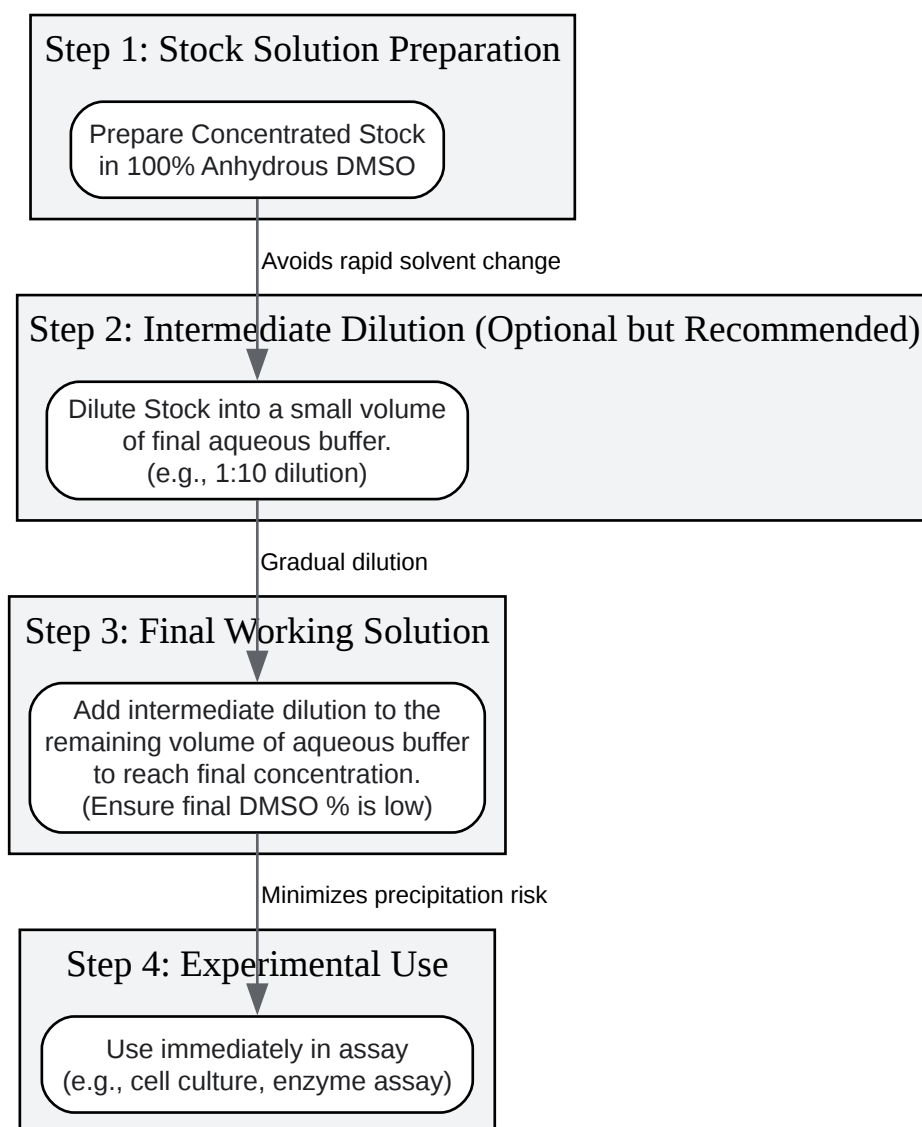 Step 1: Stock Solution Preparation
Prepare Concentrated Stock
in 100% Anhydrous DMSO
Avoids rapid solvent change
Step 2: Intermediate Dilution (Optional but Recommended)
Dilute Stock into a small volume
of final aqueous buffer.
(e.g., 1:10 dilution)
Gradual dilution
Step 3: Final Working Solution
Add intermediate dilution to the
remaining volume of aqueous buffer
to reach final concentration.
(Ensure final DMSO % is low)
Minimizes precipitation risk
Step 4: Experimental Use
Use immediately in assay
(e.g., cell culture, enzyme assay)